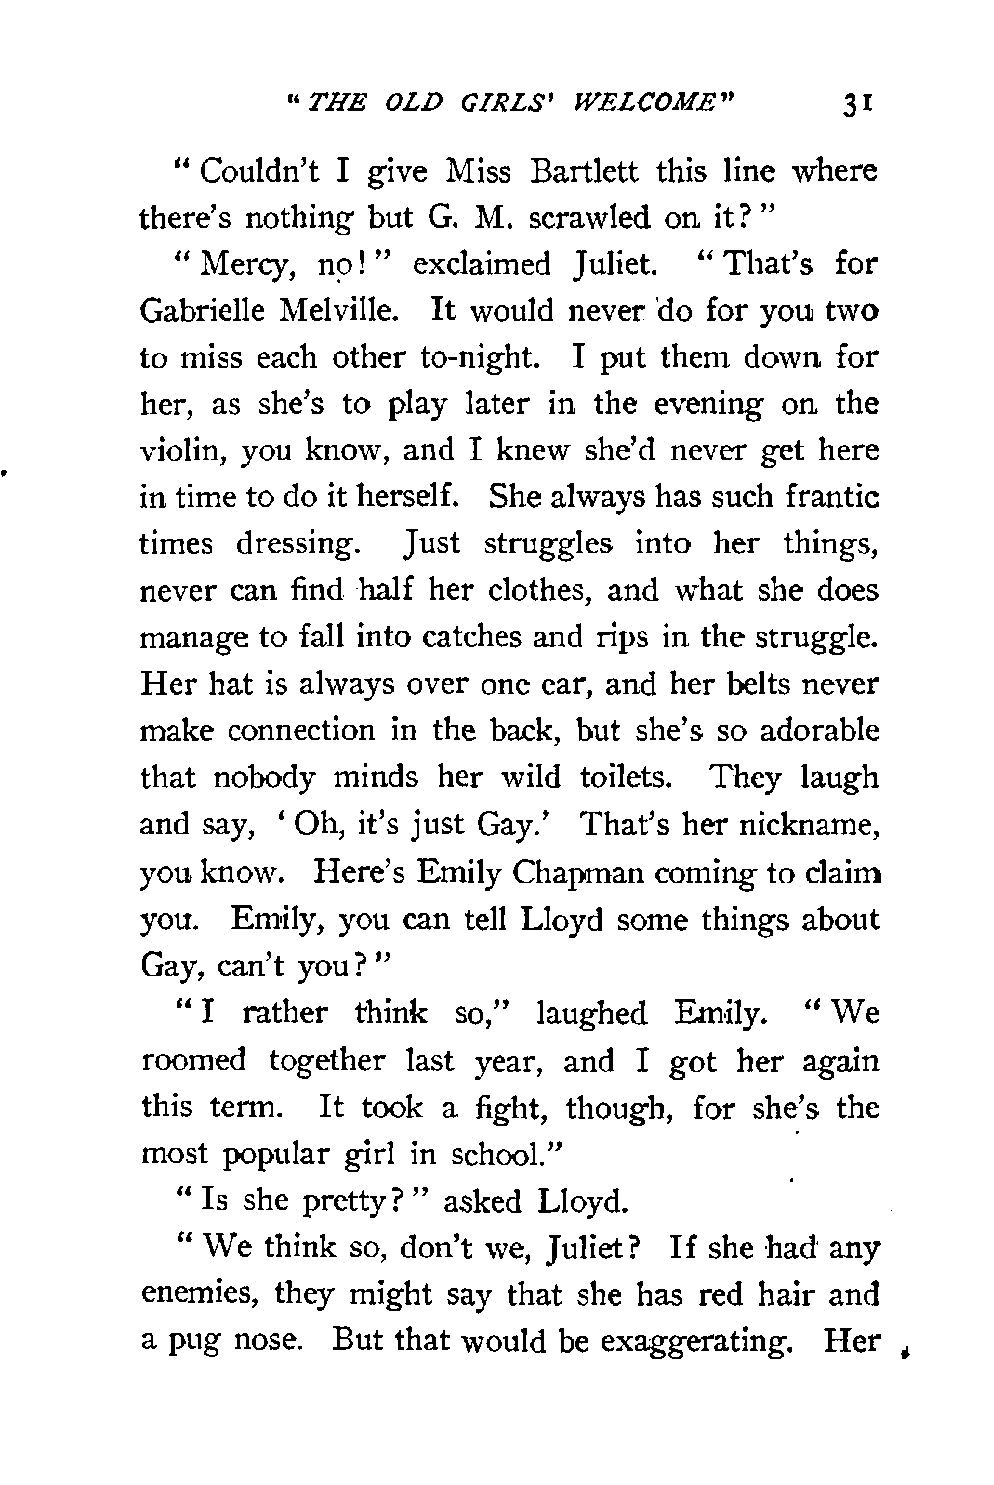 " THE OLD GIRLS' WELCOME" 31
" Couldn't I give Miss Bartlett this line where
there's nothing but G. M. scrawled on it? "
" Mercy, no! " exclaimed Juliet. " That's for
Gabrielle Melville. It would never do for you two
to miss each other to-night. I put them down for
her, as she's to play later in the evening on the
violin, you know, and I knew she'd never get here
in time to do it herself. She always has such frantic
times dressing. Just struggles into her things,
never can find half her clothes, and what she does
manage to fall into catches and rips in the struggle.
Her hat is always over one ear, and her belts never
make connection in the back, but she's so adorable
that nobody minds her wild toilets. They laugh
and say, ' Oh, it's just Gay.' That's her nickname,
you know. Here's Emily Chapman coming to claim
you. Emily, you can tell Lloyd some things about
Gay, can't you? "
" I rather think so," laughed Emily. " We
roomed together last year, and I got her again
this term. It took a fight, though, for she's the
most popular girl in school."
" Is she pretty? " asked Lloyd.
" We think so, don't we, Juliet? If she had any
enemies, they might say that she has red hair and
a pug nose. But that would be exaggerating. Her